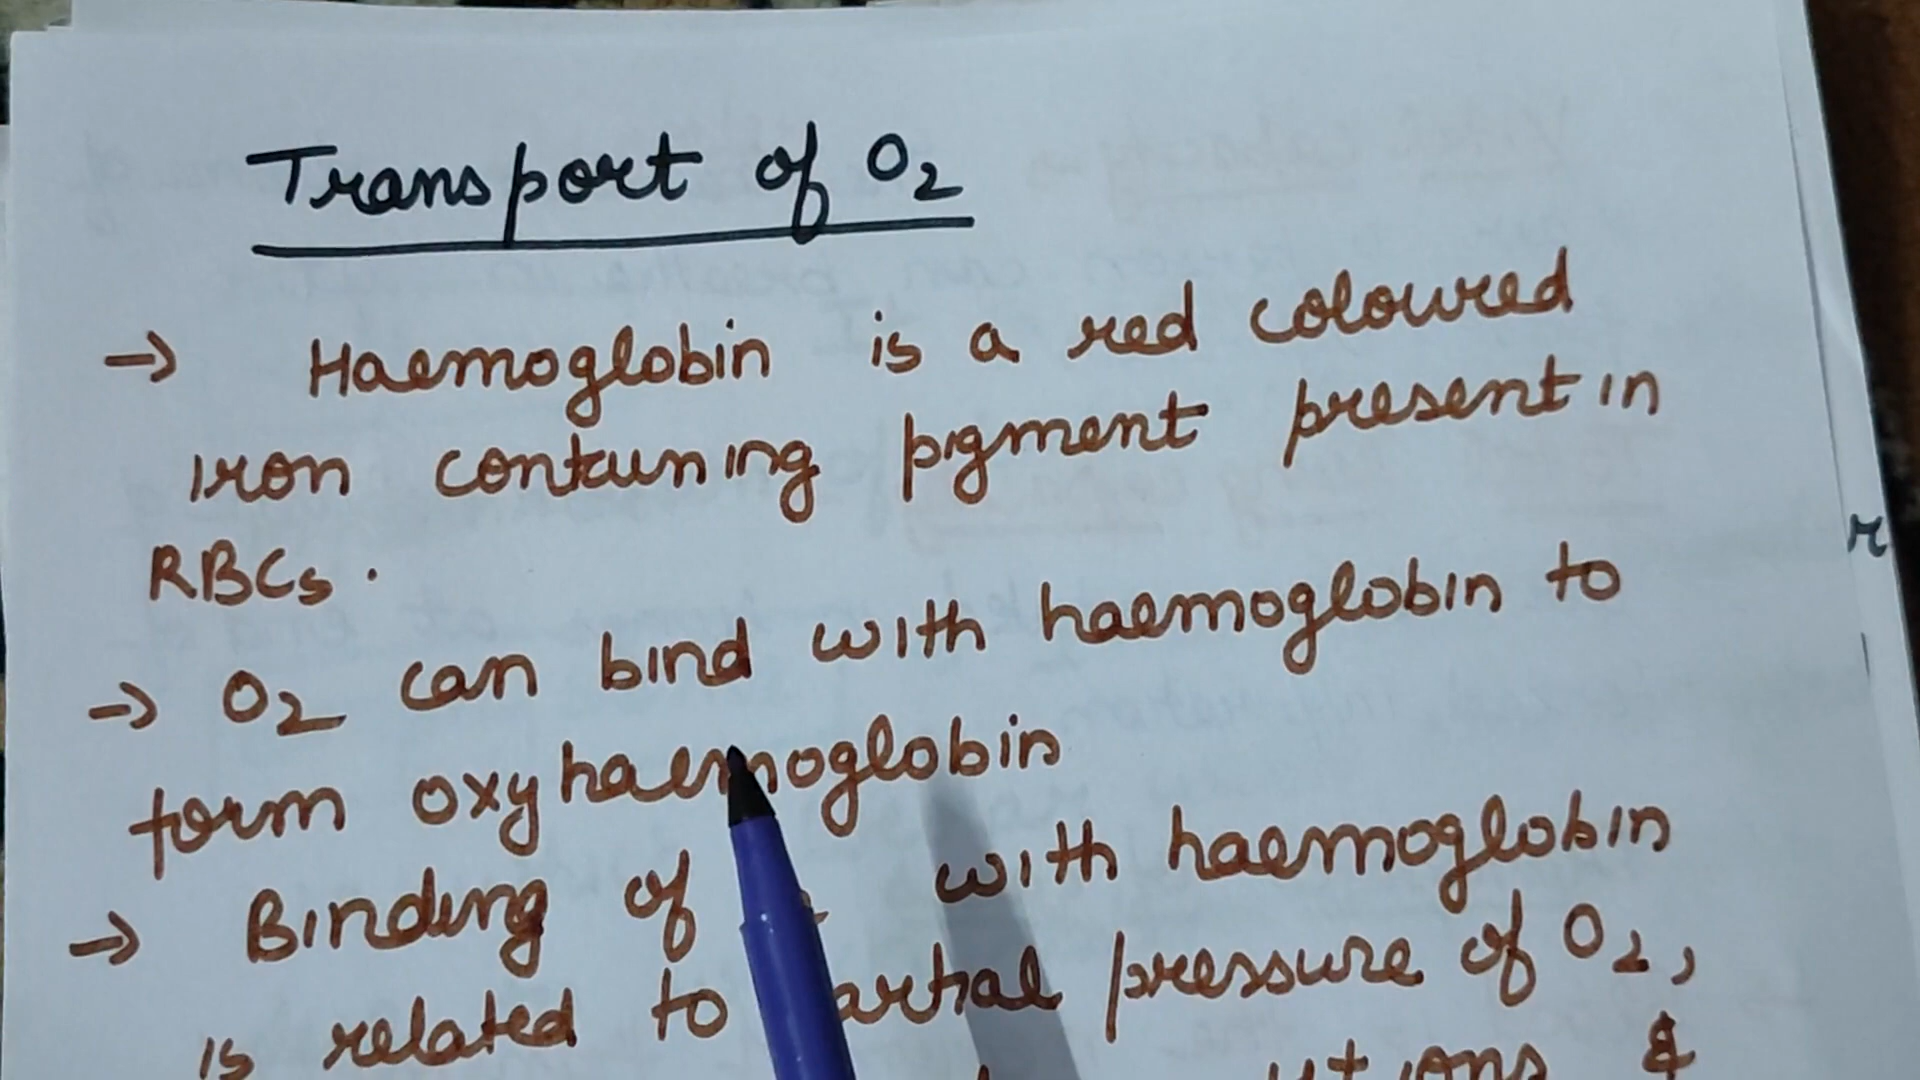 Transport of O2
→ Haemoglobin is a red coloured
iron containing pigment present in
RBCs.
→ O2 can bind with haemoglobin to
form oxyhaemoglobin
→ Binding of with haemoglobin
is related to partial pressure of O2,
&
r